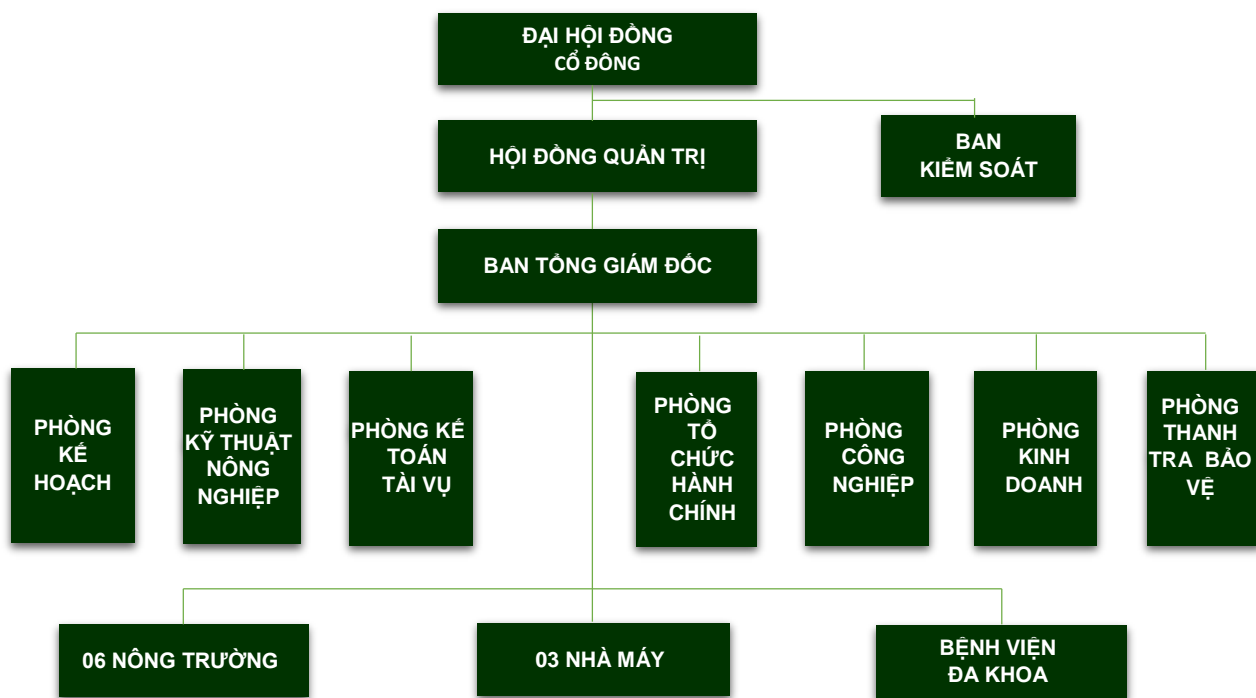 ĐẠI HỘI ĐỒNG
CỔ ĐÔNG
HỘI ĐỒNG QUẢN TRỊ
BAN
KIỂM SOÁT
BAN TỔNG GIÁM ĐỐC
PHÒNG
KẾ
HOẠCH
PHÒNG
KỸ THUẬT
NÔNG
NGHIỆP
PHÒNG KẾ
TOÁN
TÀI VỤ
PHÒNG
TỔ
CHỨC
HÀNH
CHÍNH
PHÒNG
CÔNG
NGHIỆP
PHÒNG
KINH
DOANH
PHÒNG
THANH
TRA BẢO
VỆ
06 NÔNG TRƯỜNG
03 NHÀ MÁY
BỆNH VIỆN
ĐA KHOA